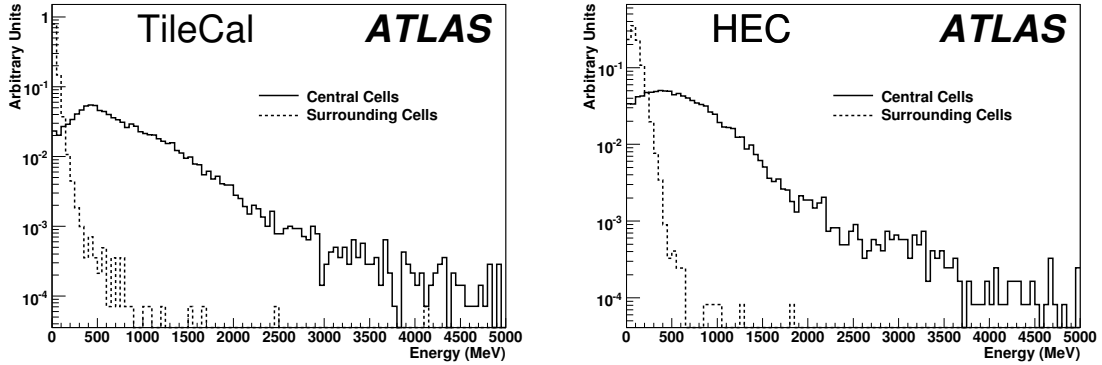 TileCal ATLAS
Arbitrary Units
1
10-1
10-2
10-3
10-4
Central Cells
Surrounding Cells
0 500 1000 1500 2000 2500 3000 3500 4000 4500 5000
Energy (MeV)
HEC ATLAS
Arbitrary Units
10-1
10-2
10-3
10-4
Central Cells
Surrounding Cells
0 500 1000 1500 2000 2500 3000 3500 4000 4500 5000
Energy (MeV)